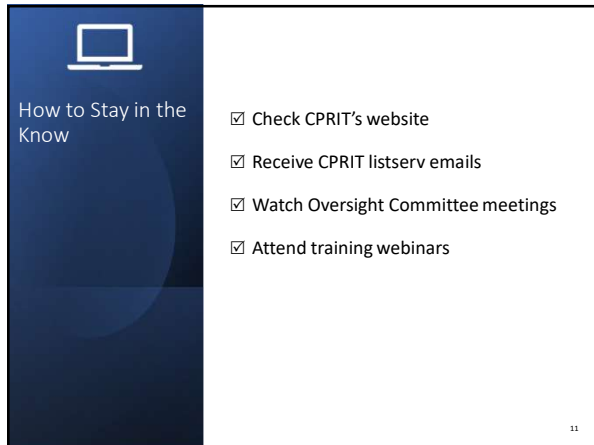 How to Stay in the
Know
☑ Check CPRIT’s website
☑ Receive CPRIT listserv emails
☑ Watch Oversight Committee meetings
☑ Attend training webinars
11